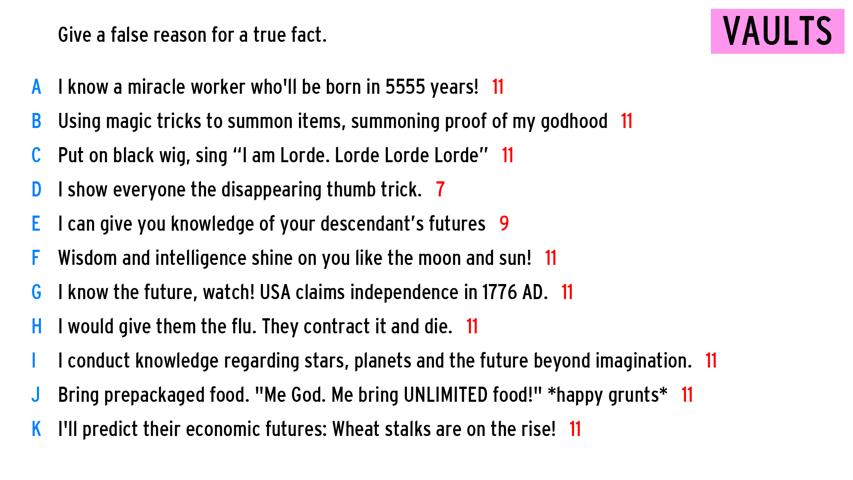 Give a false reason for a true fact.
VAULTS
A I know a miracle worker who'll be born in 5555 years! 11
B Using magic tricks to summon items, summoning proof of my godhood 11
C Put on black wig, sing “I am Lorde. Lorde Lorde Lorde” 11
D I show everyone the disappearing thumb trick. 7
E I can give you knowledge of your descendant’s futures 9
F Wisdom and intelligence shine on you like the moon and sun! 11
G I know the future, watch! USA claims independence in 1776 AD. 11
H I would give them the flu. They contract it and die. 11
I I conduct knowledge regarding stars, planets and the future beyond imagination. 11
J Bring prepackaged food. "Me God. Me bring UNLIMITED food!" *happy grunts* 11
K I'll predict their economic futures: Wheat stalks are on the rise! 11